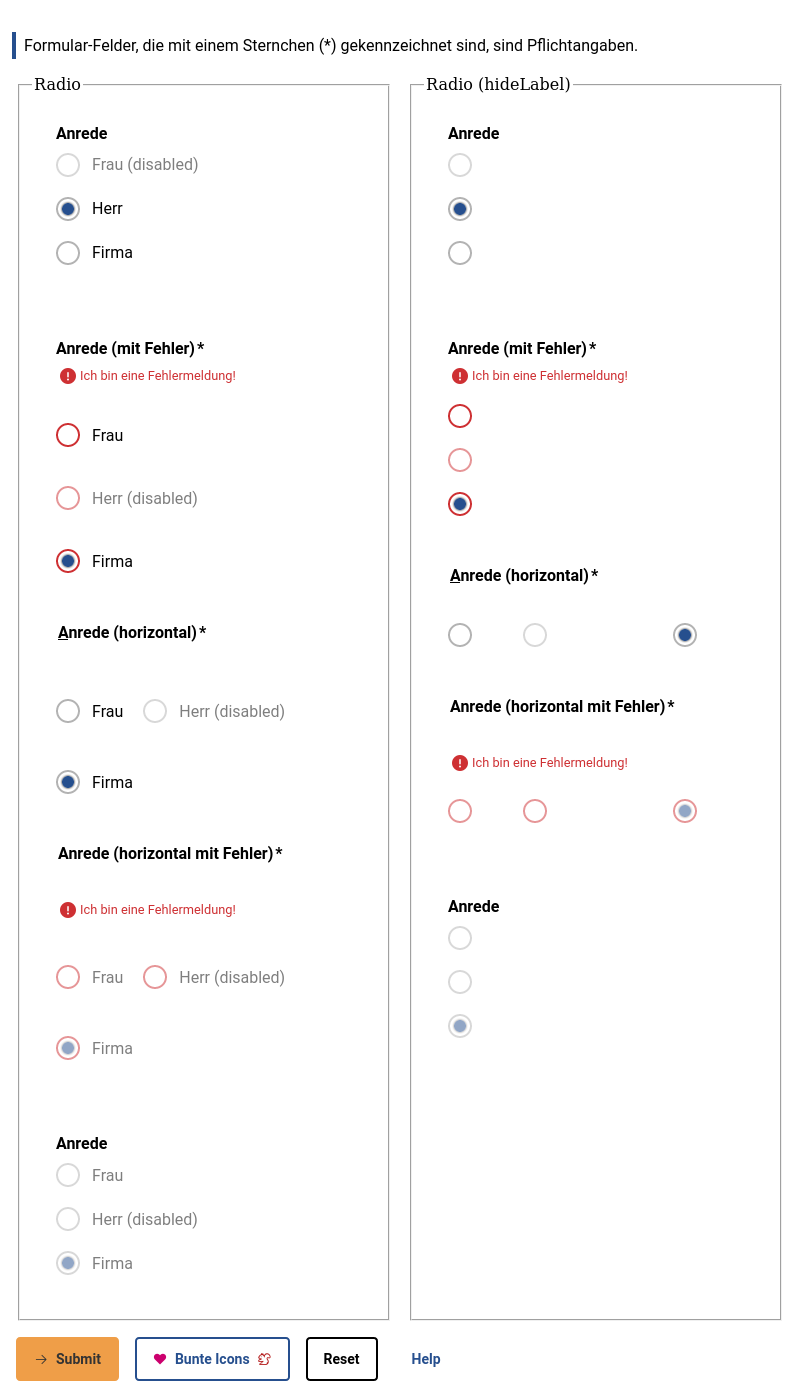 Formular-Felder, die mit einem Sternchen (*) gekennzeichnet sind, sind Pflichtangaben.
Radio
Anrede
Frau (disabled)
Herr
Firma
Anrede (mit Fehler)*
Ich bin eine Fehlermeldung!
Frau
Herr (disabled)
Firma
Anrede (horizontal)*
Frau Herr (disabled)
Firma
Anrede (horizontal mit Fehler)*
Ich bin eine Fehlermeldung!
Frau Herr (disabled)
Firma
Anrede
Frau
Herr (disabled)
Firma
Radio (hideLabel)
Anrede
Anrede (mit Fehler)*
Ich bin eine Fehlermeldung!
Anrede (horizontal)*
Anrede (horizontal mit Fehler)*
Ich bin eine Fehlermeldung!
Anrede
Submit Bunte Icons Reset Help